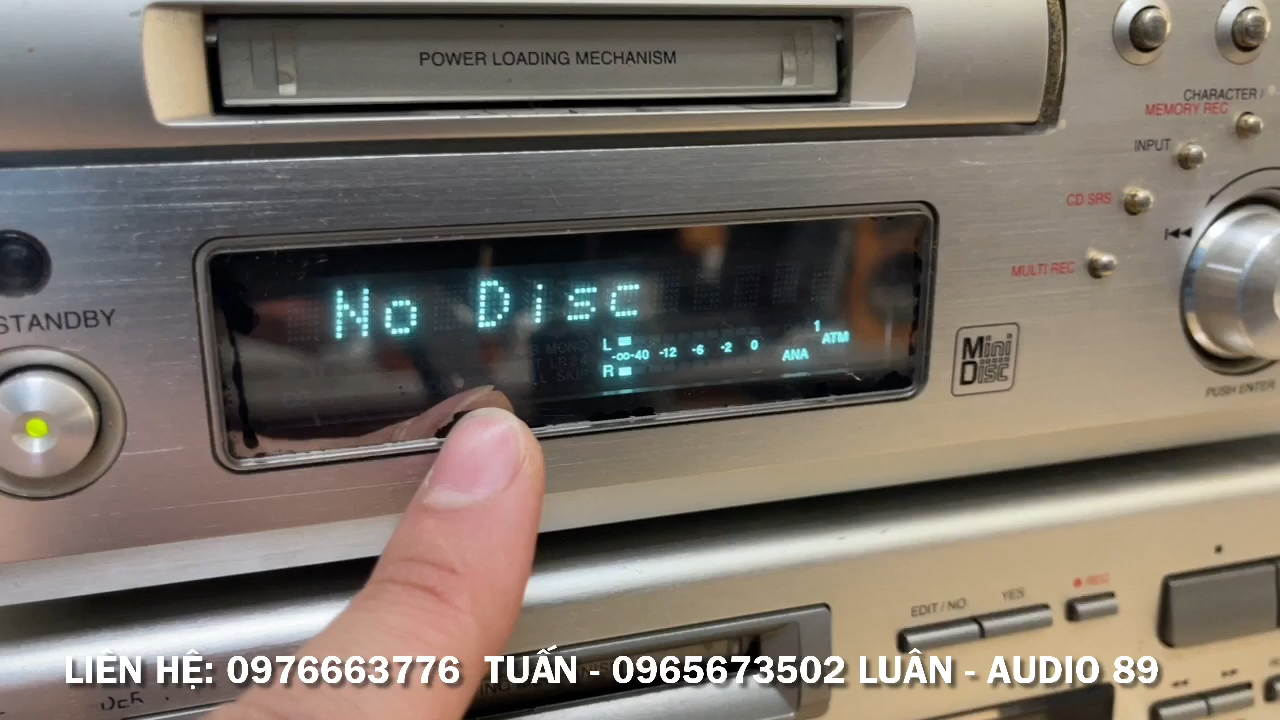 POWER LOADING MECHANISM
CHARACTER /
MEMORY REC
INPUT
CD SRS
MULTI REC
STANDBY
No Disc
L
-∞-40 -12 -6 -2 0
R
ANA
1
ATM
Mini
Disc
PUSH ENTER
EDIT / NO
YES
REC
LIÊN HỆ: 0976663776 TUẤN - 0965673502 LUÂN - AUDIO 89